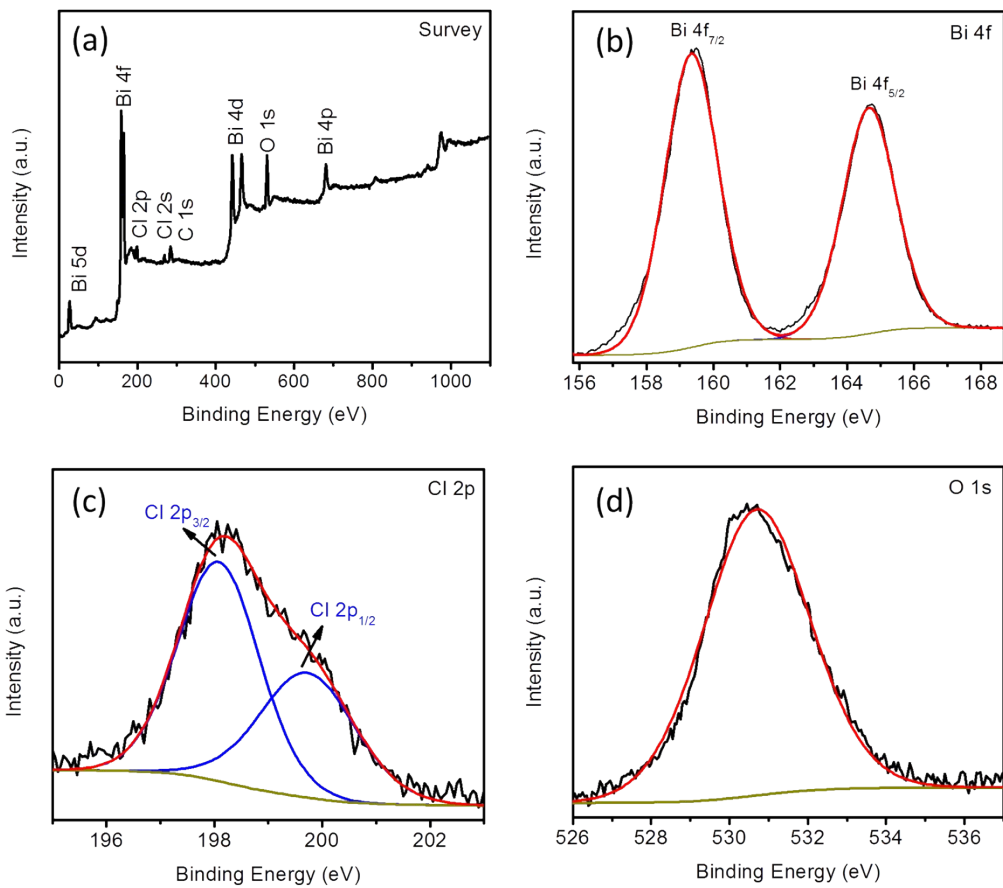 (a)
Survey
Bi 5d
Bi 4f
Cl 2p
Cl 2s
C 1s
Bi 4d
O 1s
Bi 4p
Intensity (a.u.)
0 200 400 600 800 1000
Binding Energy (eV)
(b)
Bi 4f
Bi 4f7/2
Bi 4f5/2
Intensity (a.u.)
156 158 160 162 164 166 168
Binding Energy (eV)
(c)
Cl 2p
Cl 2p3/2
Cl 2p1/2
Intensity (a.u.)
196 198 200 202
Binding Energy (eV)
(d)
O 1s
Intensity (a.u.)
526 528 530 532 534 536
Binding Energy (eV)